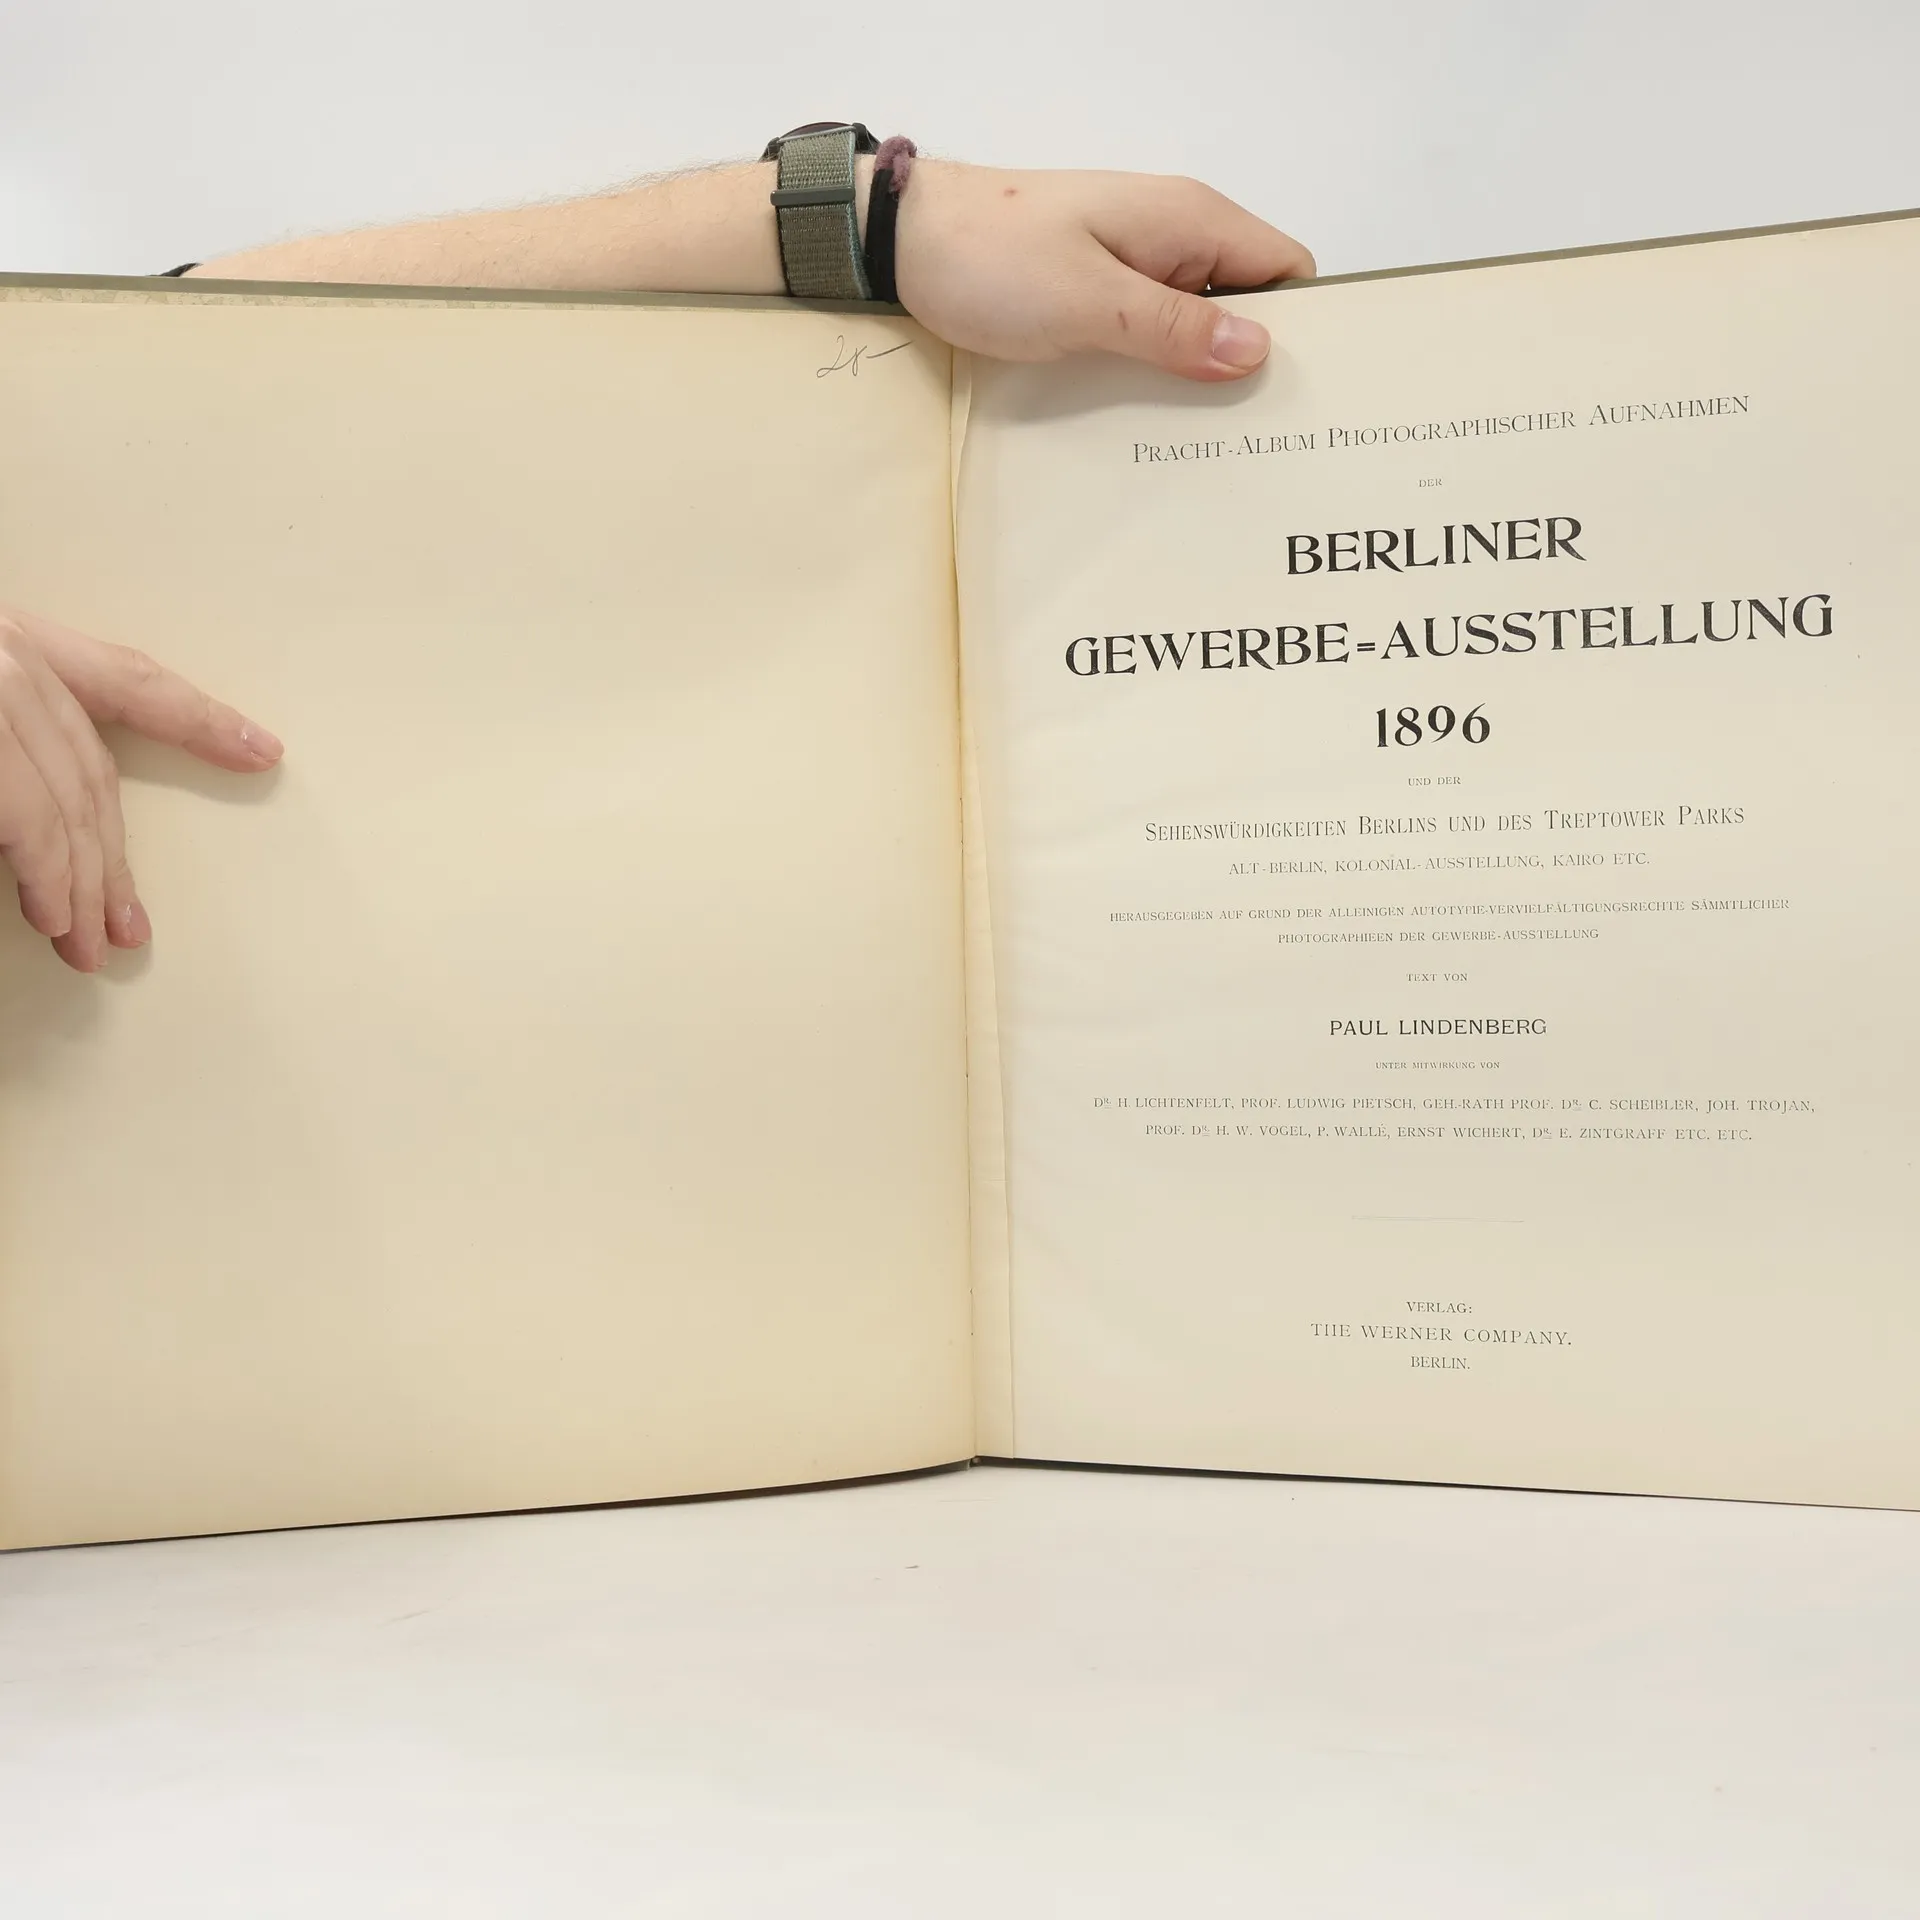 PRACHT-ALBUM PHOTOGRAPHISCHER AUFNAHMEN
DER
BERLINER
GEWERBE=AUSSTELLUNG
1896
UND DER
SEHENSWÜRDIGKEITEN BERLINS UND DES TREPTOWER PARKS
ALT-BERLIN, KOLONIAL-AUSSTELLUNG, KAIRO ETC.
HERAUSGEGEBEN AUF GRUND DER ALLEINIGEN AUTOTYPIE-VERVIELFÄLTIGUNGSRECHTE SÄMMTLICHER
PHOTOGRAPHIEEN DER GEWERBE-AUSSTELLUNG
TEXT VON
PAUL LINDENBERG
UNTER MITWIRKUNG VON
DR. H. LICHTENFELT, PROF. LUDWIG PIETSCH, GEH.-RATH PROF. DR. C. SCHEIBLER, JOH. TROJAN,
PROF. DR. H. W. VOGEL, P. WALLÉ, ERNST WICHERT, DR. E. ZINTGRAFF ETC. ETC.
VERLAG:
THE WERNER COMPANY.
BERLIN.